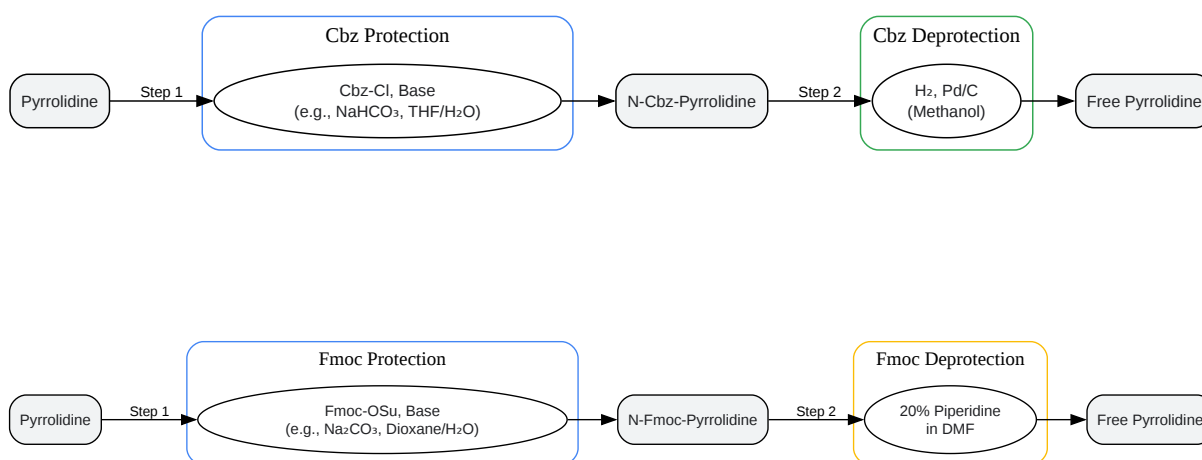 Cbz Protection
Cbz Deprotection
Pyrrolidine
Step 1
Cbz-Cl, Base
(e.g., NaHCO₃, THF/H₂O)
N-Cbz-Pyrrolidine
Step 2
H₂, Pd/C
(Methanol)
Free Pyrrolidine
Fmoc Protection
Fmoc Deprotection
Pyrrolidine
Step 1
Fmoc-OSu, Base
(e.g., Na₂CO₃, Dioxane/H₂O)
N-Fmoc-Pyrrolidine
Step 2
20% Piperidine
in DMF
Free Pyrrolidine